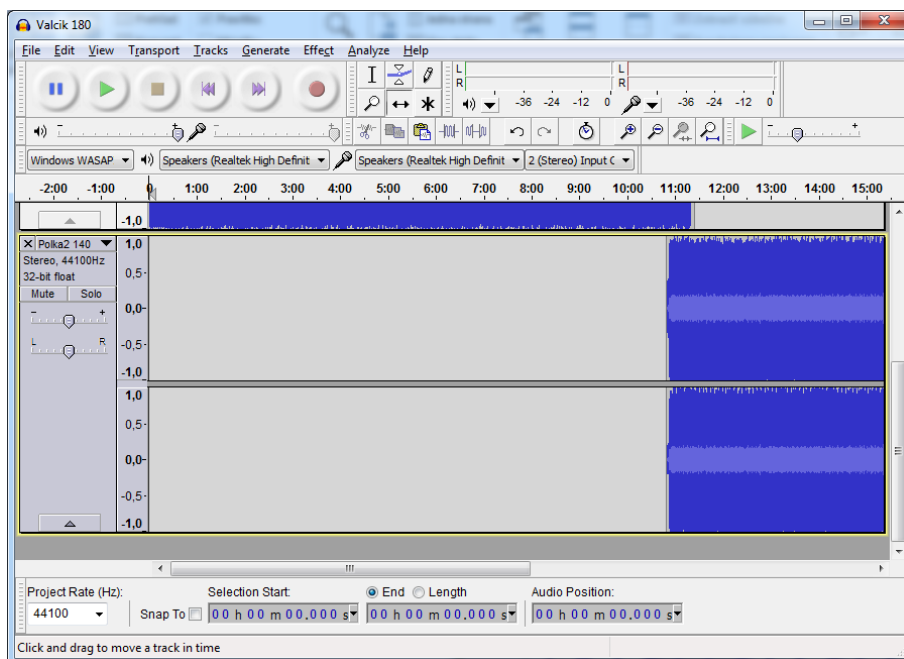 Valcik 180
File Edit View Transport Tracks Generate Effect Analyze Help
L
R
-36 -24 -12 0
L
R
-36 -24 -12 0
Windows WASAP
Speakers (Realtek High Definit
Speakers (Realtek High Definit
2 (Stereo) Input C
-2:00 -1:00 0 1:00 2:00 3:00 4:00 5:00 6:00 7:00 8:00 9:00 10:00 11:00 12:00 13:00 14:00 15:00
-1,0
Polka2 140
Stereo, 44100Hz
32-bit float
Mute Solo
- +
L R
1,0
0,5-
0,0-
-0,5-
-1,0
1,0
0,5-
0,0-
-0,5-
-1,0
Project Rate (Hz): Selection Start: End Length Audio Position:
44100 Snap To 00 h 00 m 00.000 s 00 h 00 m 00.000 s 00 h 00 m 00.000 s
Click and drag to move a track in time